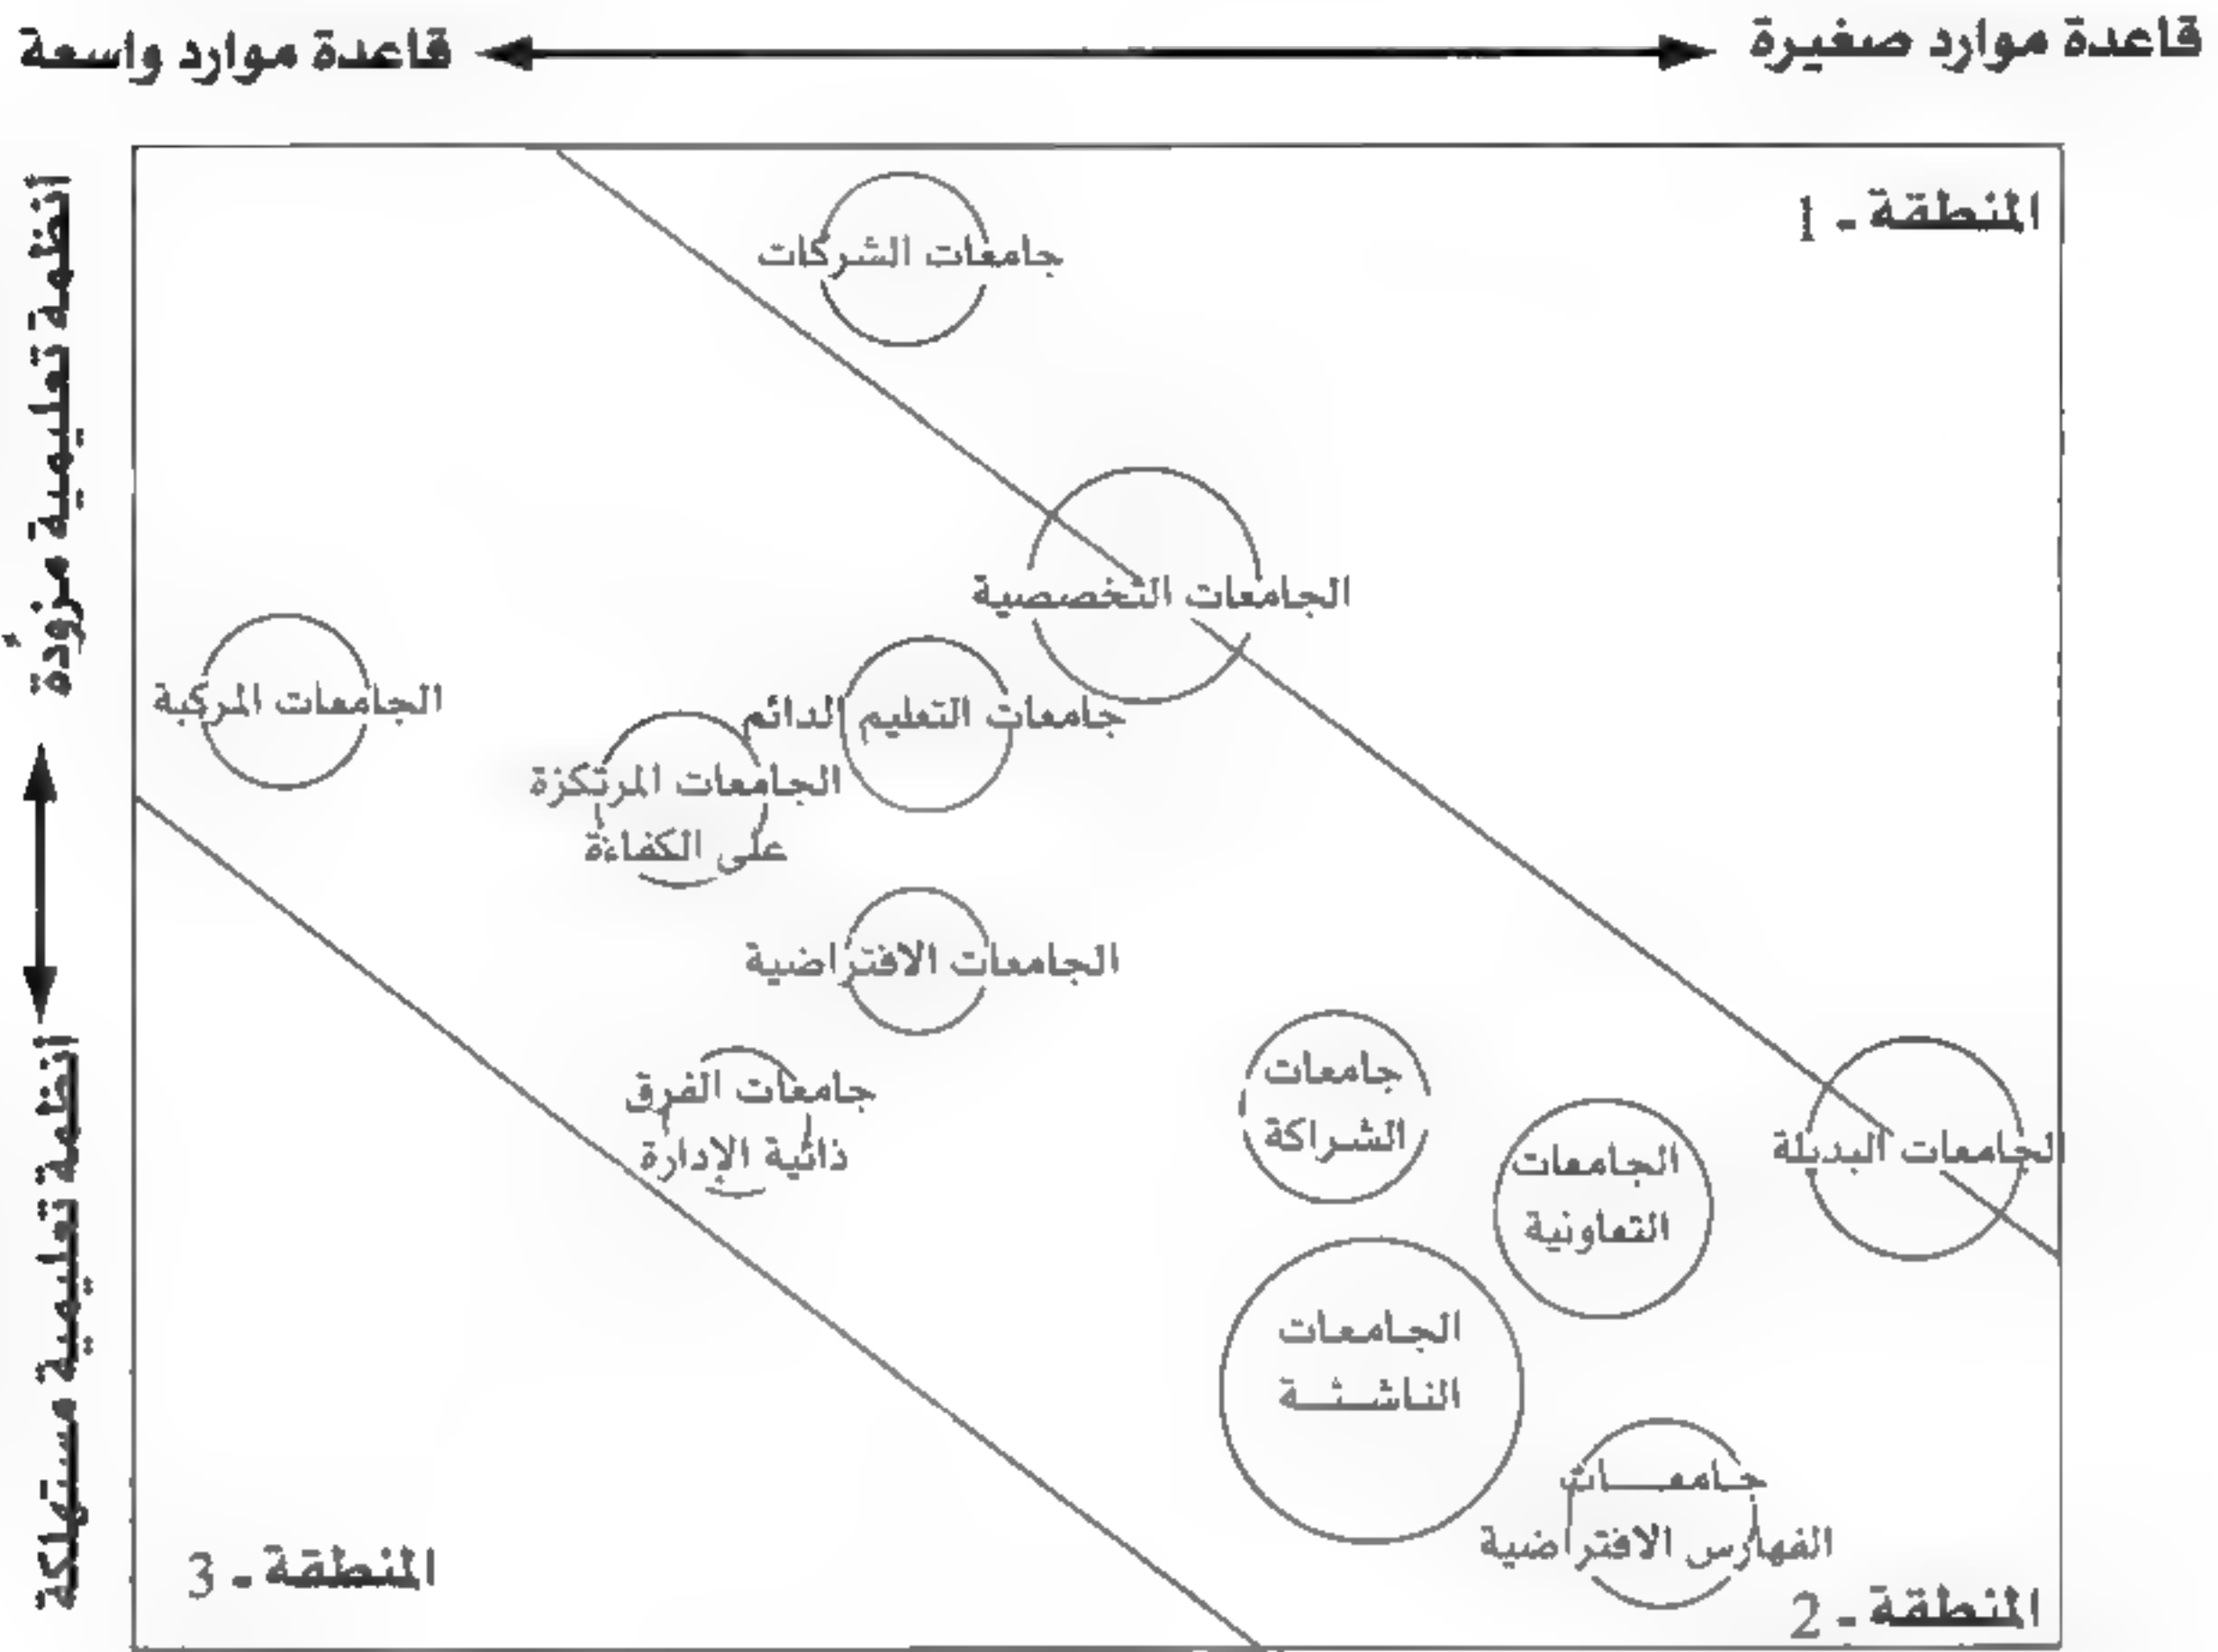 قاعدة موارد صغيرة
قاعدة موارد واسعة
أنظمة تعليمية مزوِّدة
أنظمة تعليمية مستهلكة
المنطقة - 1
جامعات الشركات
الجامعات التخصصية
الجامعات المركبة
جامعات التعليم الدائم
الجامعات المرتكزة
على الكفاءة
الجامعات الافتراضية
جامعات الفرق
ذاتية الإدارة
جامعات
الشراكة
الجامعات
التعاونية
الجامعات البديلة
الجامعات
الناشئة
جامعات
الفهارس الافتراضية
المنطقة - 2
المنطقة - 3